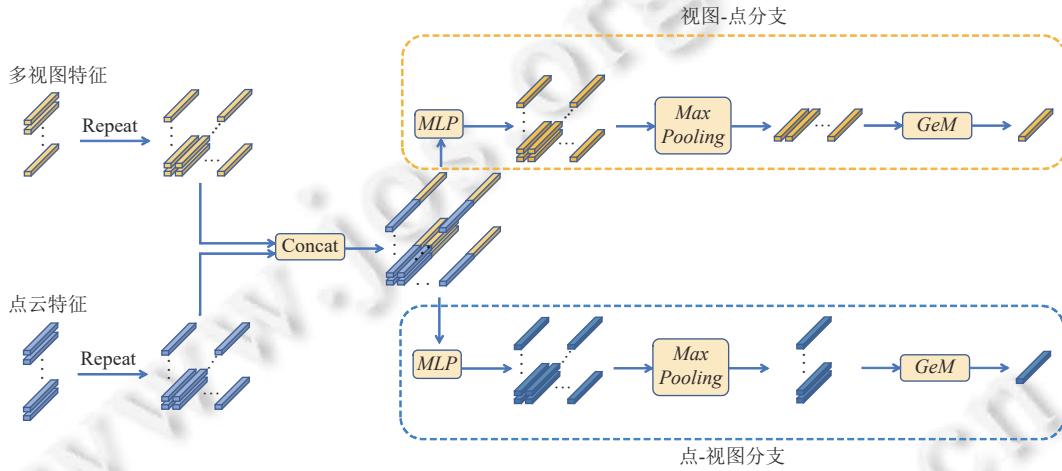 视图-点分支
多视图特征
Repeat
MLP
Max
Pooling
GeM
Concat
点云特征
Repeat
MLP
Max
Pooling
GeM
点-视图分支